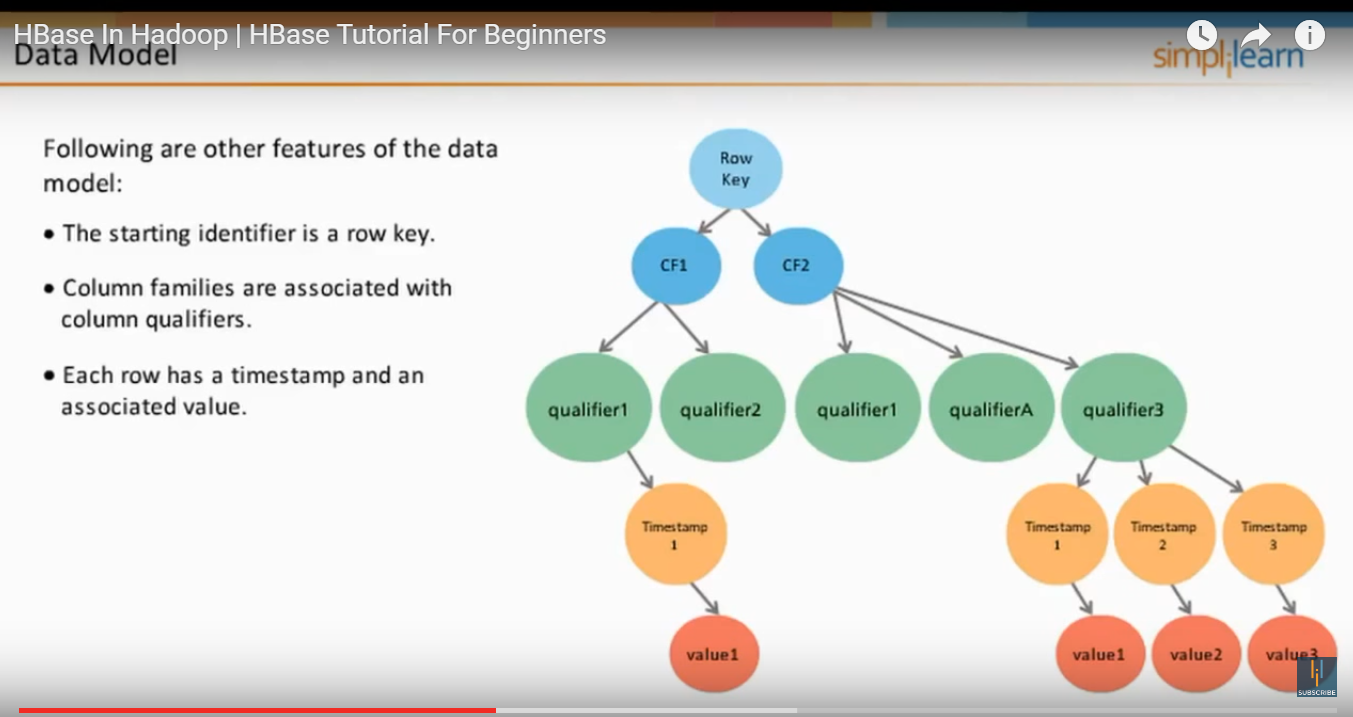 HBase In Hadoop | HBase Tutorial For Beginners
Data Model
simplilearn
Following are other features of the data
model:
• The starting identifier is a row key.
• Column families are associated with
column qualifiers.
• Each row has a timestamp and an
associated value.
Row
Key
CF1 CF2
qualifier1 qualifier2 qualifier1 qualifierA qualifier3
Timestamp
1
Timestamp
1
Timestamp
2
Timestamp
3
value1 value1 value2 value3
SUBSCRIBE